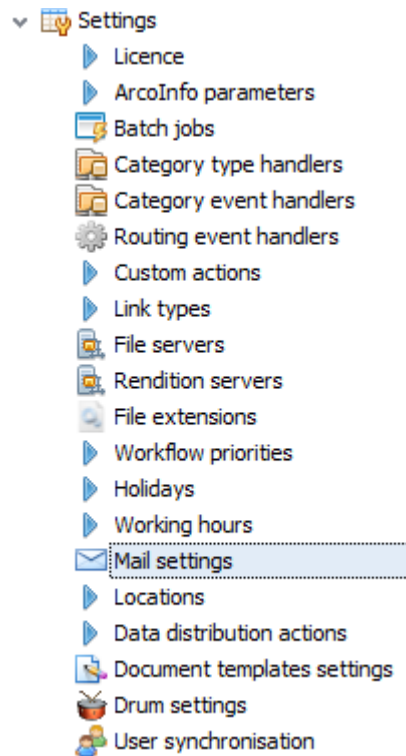 Settings
Licence
ArcoInfo parameters
Batch jobs
Category type handlers
Category event handlers
Routing event handlers
Custom actions
Link types
File servers
Rendition servers
File extensions
Workflow priorities
Holidays
Working hours
Mail settings
Locations
Data distribution actions
Document templates settings
Drum settings
User synchronisation